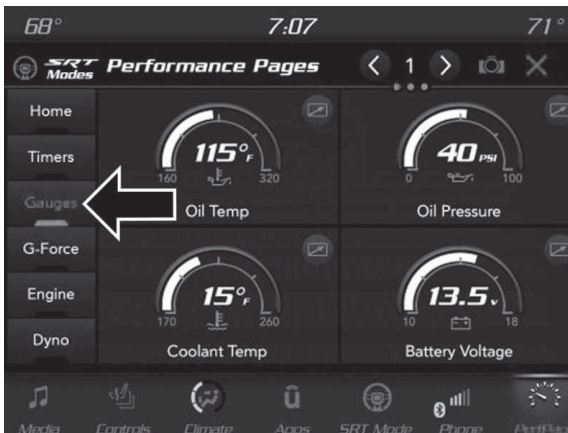 68° 7:07 71°
SRT Modes Performance Pages 1
Home
Timers
Gauges
G-Force
Engine
Dyno
115°F
160 320
Oil Temp
40 PSI
0 100
Oil Pressure
15°F
170 260
Coolant Temp
13.5 v
10 18
Battery Voltage
Media Controls Climate Apps SRT Mode Phone